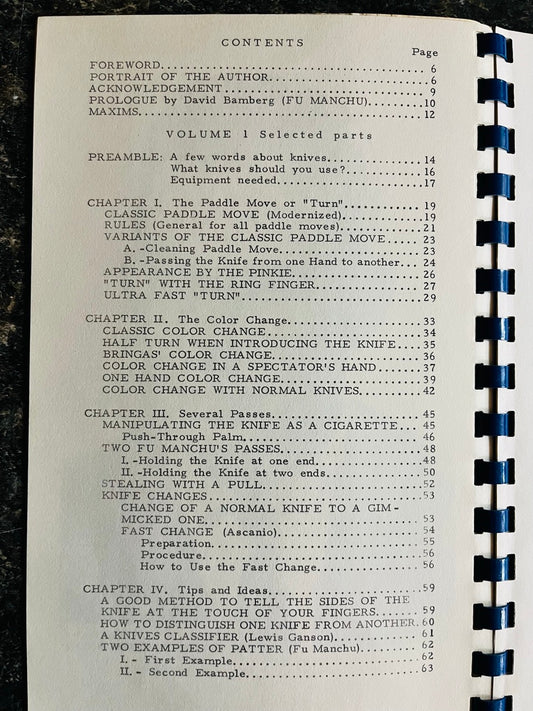 CONTENTS
Page
FOREWORD........................................ 6
PORTRAIT OF THE AUTHOR........................ 6
ACKNOWLEDGEMENT............................... 9
PROLOGUE by David Bamberg (FU MANCHU)........10
MAXIMS..........................................12
VOLUME 1 Selected parts
PREAMBLE: A few words about knives.............. 14
What knives should you use?........... 16
Equipment needed...................... 17
CHAPTER I. The Paddle Move or "Turn"............ 19
CLASSIC PADDLE MOVE (Modernized)............ 19
RULES (General for all paddle moves)........... 21
VARIANTS OF THE CLASSIC PADDLE MOVE..... 23
A. -Cleaning Paddle Move.................. 23
B. -Passing the Knife from one Hand to another... 24
APPEARANCE BY THE PINKIE................... 26
"TURN" WITH THE RING FINGER................ 27
ULTRA FAST "TURN".......................... 29
CHAPTER II. The Color Change................... 33
CLASSIC COLOR CHANGE....................... 34
HALF TURN WHEN INTRODUCING THE KNIFE... 35
BRINGAS' COLOR CHANGE...................... 36
COLOR CHANGE IN A SPECTATOR'S HAND....... 37
ONE HAND COLOR CHANGE..................... 39
COLOR CHANGE WITH NORMAL KNIVES......... 42
CHAPTER III. Several Passes..................... 45
MANIPULATING THE KNIFE AS A CIGARETTE... 45
Push-Through Palm......................... 46
TWO FU MANCHU'S PASSES..................... 48
I. -Holding the Knife at one end.............. 48
II. -Holding the Knife at two ends............ 50
STEALING WITH A PULL....................... 52
KNIFE CHANGES.............................. 53
CHANGE OF A NORMAL KNIFE TO A GIM-
MICKED ONE.............................. 53
FAST CHANGE (Ascanio).................... 54
Preparation............................ 55
Procedure.............................. 56
How to Use the Fast Change............. 56
CHAPTER IV. Tips and Ideas..................... 59
A GOOD METHOD TO TELL THE SIDES OF THE
KNIFE AT THE TOUCH OF YOUR FINGERS...... 59
HOW TO DISTINGUISH ONE KNIFE FROM ANOTHER. 60
A KNIVES CLASSIFIER (Lewis Ganson)............ 61
TWO EXAMPLES OF PATTER (Fu Manchu)........ 62
I. - First Example......................... 62
II. - Second Example....................... 63